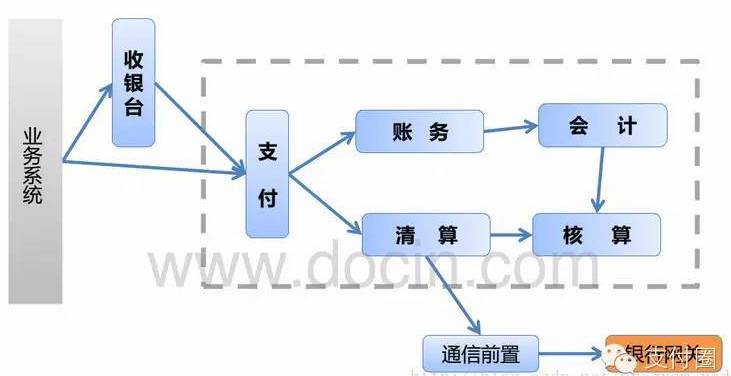 业务系统
收银台
支付
账 务
会 计
清 算
核 算
www.docin.com
通信前置
银行网关
支付圈